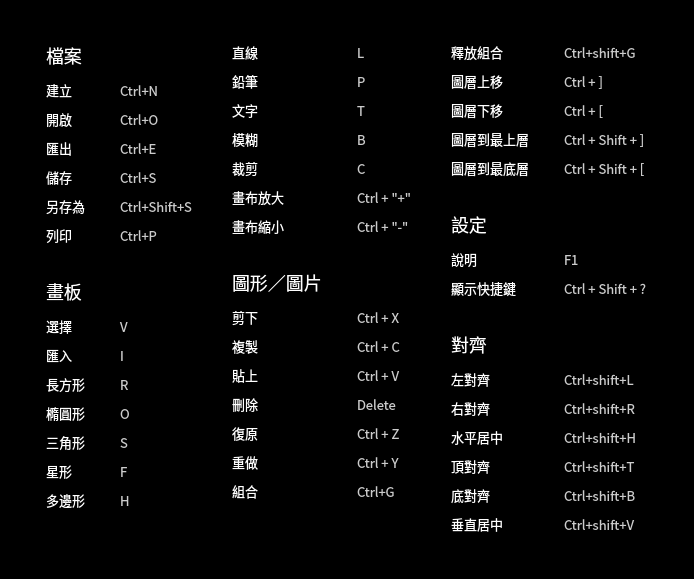 檔案
建立 Ctrl+N
開啟 Ctrl+O
匯出 Ctrl+E
儲存 Ctrl+S
另存為 Ctrl+Shift+S
列印 Ctrl+P
畫板
選擇 V
匯入 I
長方形 R
橢圓形 O
三角形 S
星形 F
多邊形 H
直線 L
鉛筆 P
文字 T
模糊 B
裁剪 C
畫布放大 Ctrl + "+"
畫布縮小 Ctrl + "-"
圖形／圖片
剪下 Ctrl + X
複製 Ctrl + C
貼上 Ctrl + V
刪除 Delete
復原 Ctrl + Z
重做 Ctrl + Y
組合 Ctrl+G
釋放組合 Ctrl+shift+G
圖層上移 Ctrl + ]
圖層下移 Ctrl + [
圖層到最上層 Ctrl + Shift + ]
圖層到最底層 Ctrl + Shift + [
設定
說明 F1
顯示快捷鍵 Ctrl + Shift + ?
對齊
左對齊 Ctrl+shift+L
右對齊 Ctrl+shift+R
水平居中 Ctrl+shift+H
頂對齊 Ctrl+shift+T
底對齊 Ctrl+shift+B
垂直居中 Ctrl+shift+V